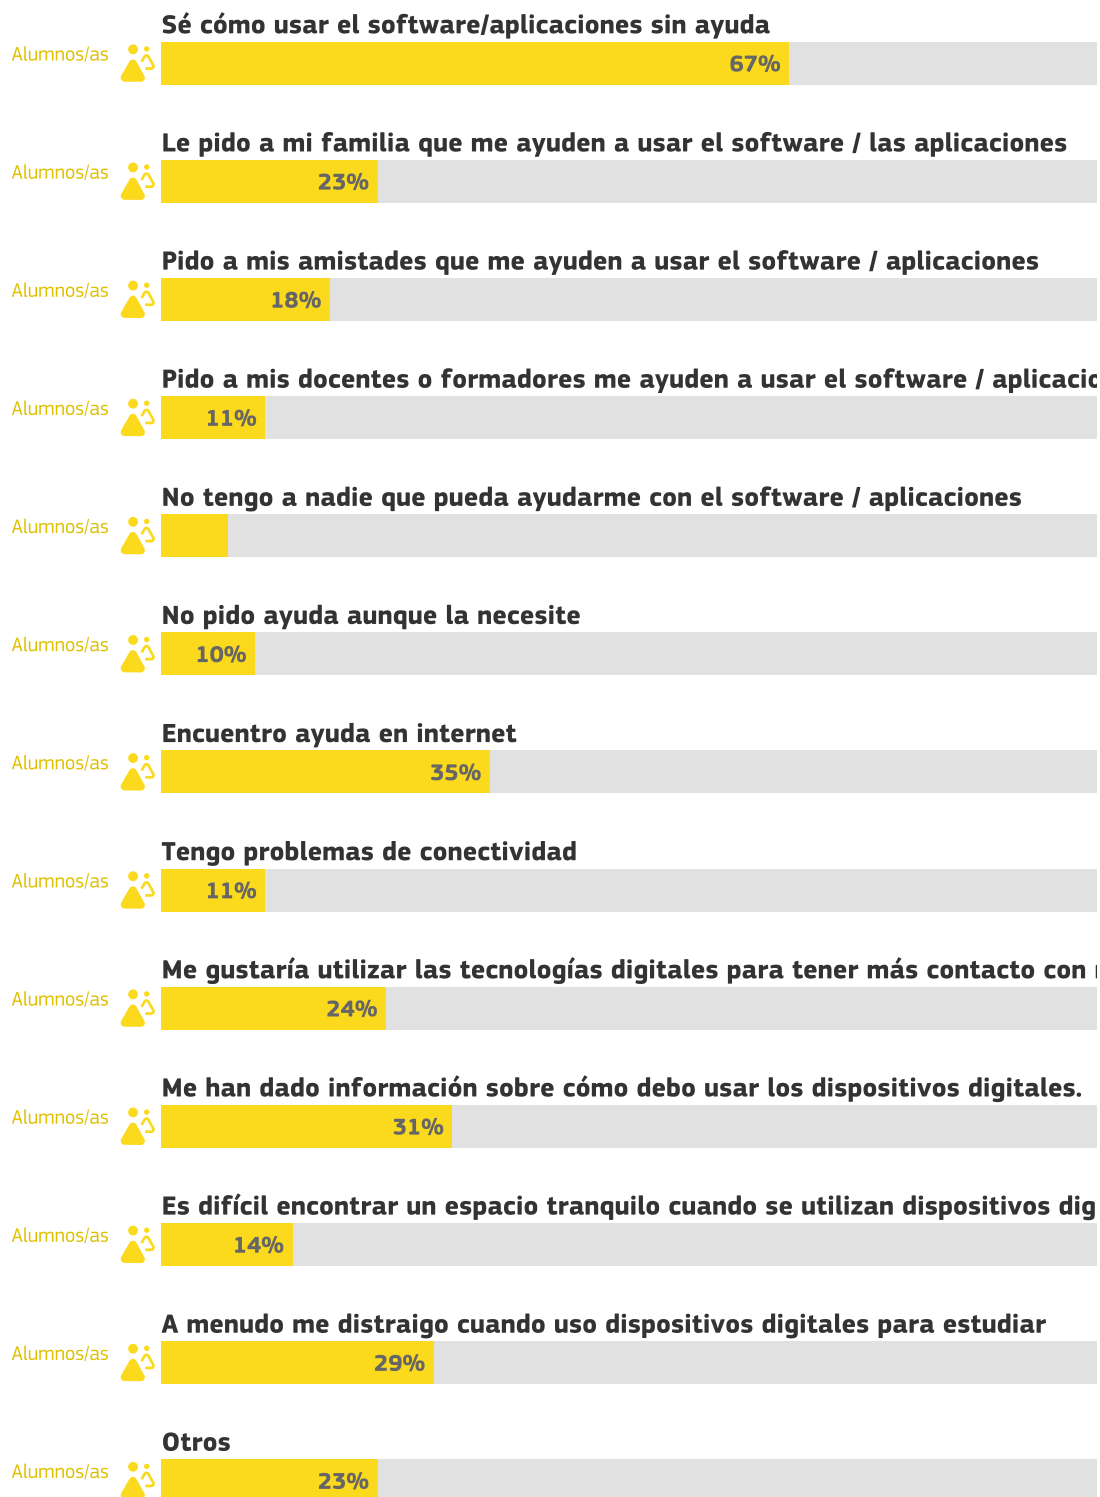 Sé cómo usar el software/aplicaciones sin ayuda
Alumnos/as 67%
Le pido a mi familia que me ayuden a usar el software / las aplicaciones
Alumnos/as 23%
Pido a mis amistades que me ayuden a usar el software / aplicaciones
Alumnos/as 18%
Pido a mis docentes o formadores me ayuden a usar el software /
Alumnos/as 11%
No tengo a nadie que pueda ayudarme con el software / aplicaciones
Alumnos/as
No pido ayuda aunque la necesite
Alumnos/as 10%
Encuentro ayuda en internet
Alumnos/as 35%
Tengo problemas de conectividad
Alumnos/as 11%
Me gustaría utilizar las tecnologías digitales para tener más contacto con
Alumnos/as 24%
Me han dado información sobre cómo debo usar los dispositivos digitales.
Alumnos/as 31%
Es difícil encontrar un espacio tranquilo cuando se utilizan dispositivos
Alumnos/as 14%
A menudo me distraigo cuando uso dispositivos digitales para estudiar
Alumnos/as 29%
Otros
Alumnos/as 23%